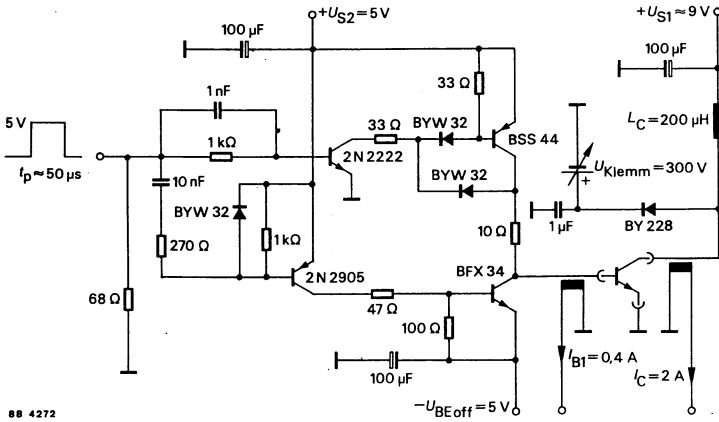 +U_S2 = 5 V
+U_S1 ≈ 9 V
100 µF
100 µF
1 nF
33 Ω
5 V
33 Ω
BYW 32
BSS 44
L_C = 200 µH
1 kΩ
2N 2222
U_Klemm = 300 V
+
t_p ≈ 50 µs
10 nF
BYW 32
BYW 32
1 µF
BY 228
270 Ω
1 kΩ
10 Ω
2N 2905
BFX 34
68 Ω
47 Ω
100 Ω
I_B1 = 0,4 A
100 µF
I_C = 2 A
−U_BEoff = 5 V
88 4272